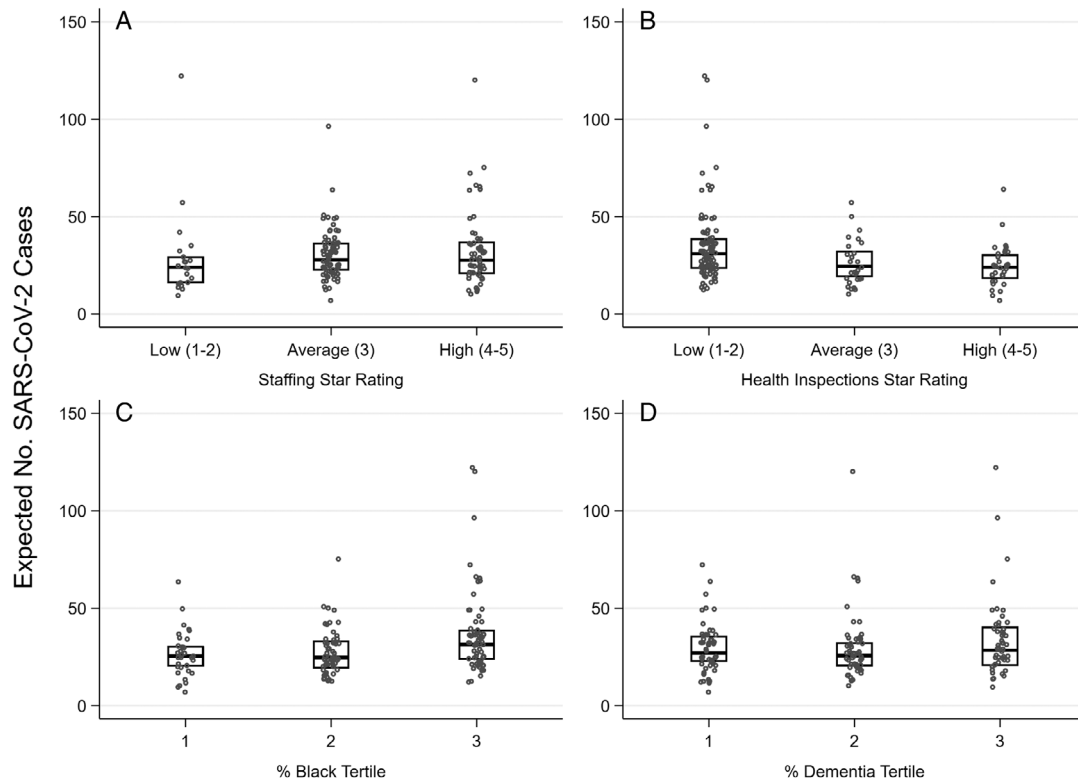 Expected No. SARS-CoV-2 Cases
A
150
100
50
0
Low (1-2) Average (3) High (4-5)
Staffing Star Rating
B
150
100
50
0
Low (1-2) Average (3) High (4-5)
Health Inspections Star Rating
C
150
100
50
0
1 2 3
% Black Tertile
D
150
100
50
0
1 2 3
% Dementia Tertile